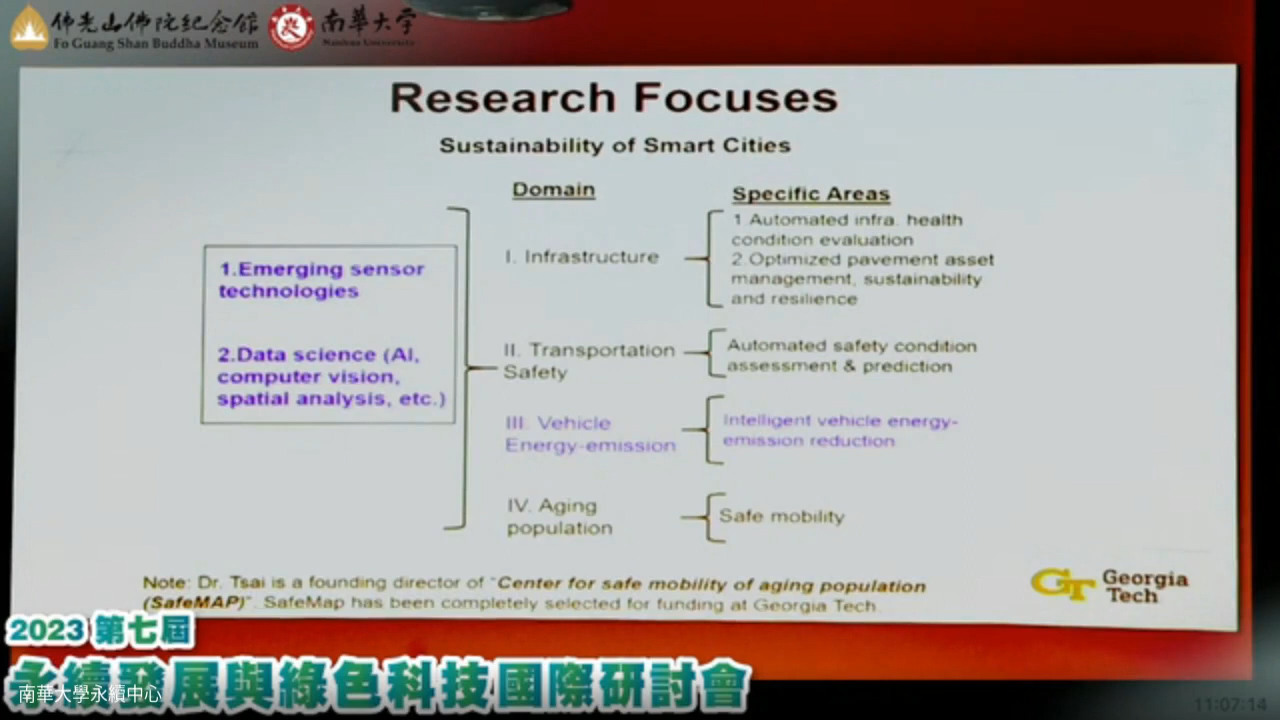 佛光山佛陀紀念館
Fo Guang Shan Buddha Museum
南華大學
Nanhua University
Research Focuses
Sustainability of Smart Cities
Domain
Specific Areas
1.Emerging sensor
technologies
2.Data science (AI,
computer vision,
spatial analysis, etc.)
I. Infrastructure
1 Automated infra. health
condition evaluation
2.Optimized pavement asset
management, sustainability
and resilience
II. Transportation
Safety
Automated safety condition
assessment & prediction
III. Vehicle
Energy-emission
Intelligent vehicle energy-
emission reduction
IV. Aging
population
Safe mobility
Note: Dr. Tsai is a founding director of "Center for safe mobility of aging population
(SafeMAP)". SafeMap has been completely selected for funding at Georgia Tech.
GT Georgia
Tech
2023 第七屆
永續發展與綠色科技國際研討會
南華大學永續中心
11:07:14